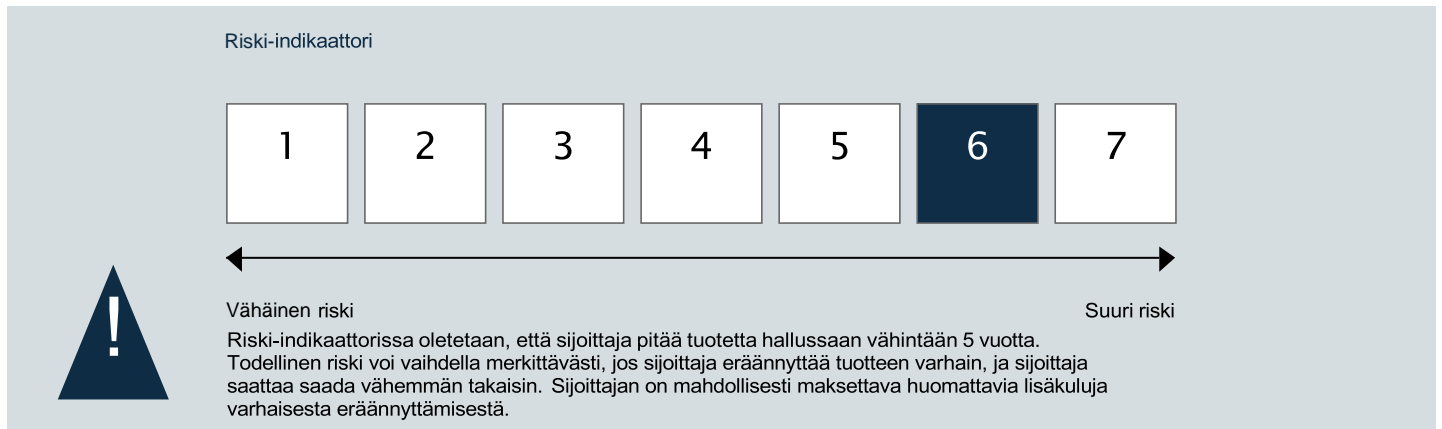 Riski-indikaattori
1 2 3 4 5 6 7
Vähäinen riski Suuri riski
!
Riski-indikaattorissa oletetaan, että sijoittaja pitää tuotetta hallussaan vähintään 5 vuotta.
Todellinen riski voi vaihdella merkittävästi, jos sijoittaja eräännyttää tuotteen varhain, ja sijoittaja
saattaa saada vähemmän takaisin. Sijoittajan on mahdollisesti maksettava huomattavia lisäkuluja
varhaisesta eräännyttämisestä.